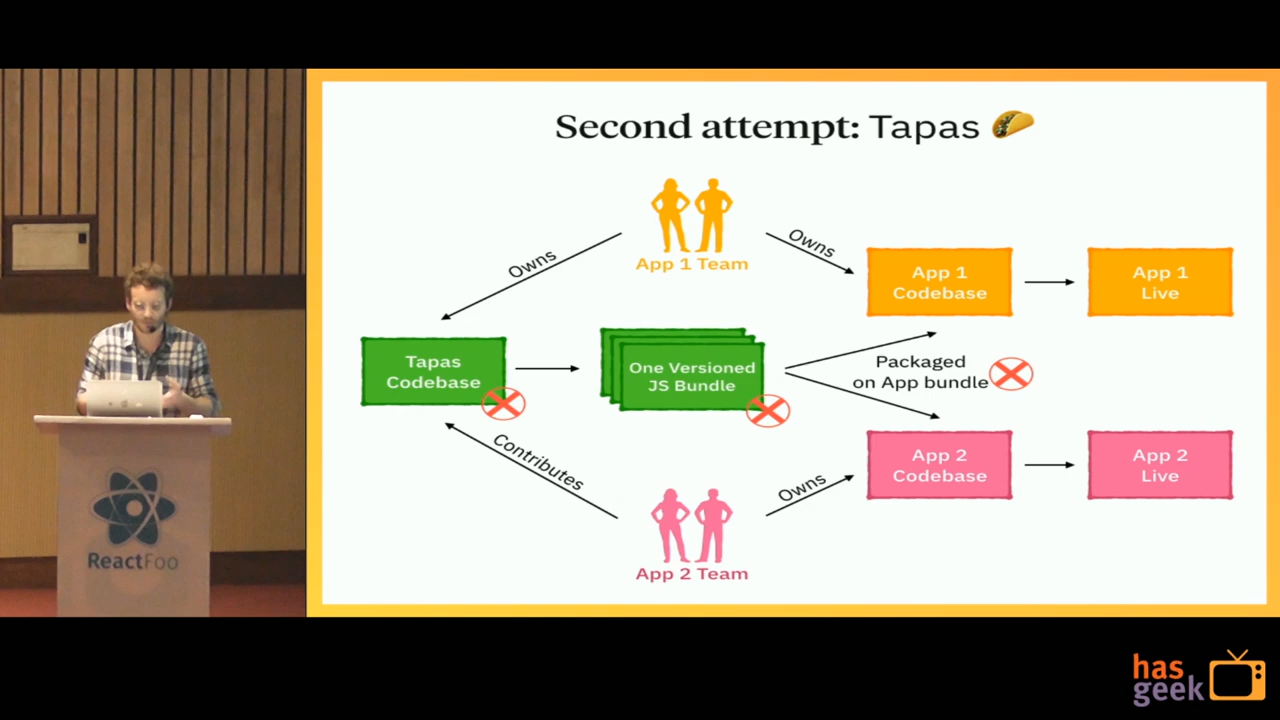 Second attempt: Tapas
App 1 Team
Owns
Owns
App 1
Codebase
App 1
Live
Tapas
Codebase
One Versioned
JS Bundle
Packaged
on App bundle
Contributes
Owns
App 2
Codebase
App 2
Live
App 2 Team
ReactFoo
has
geek